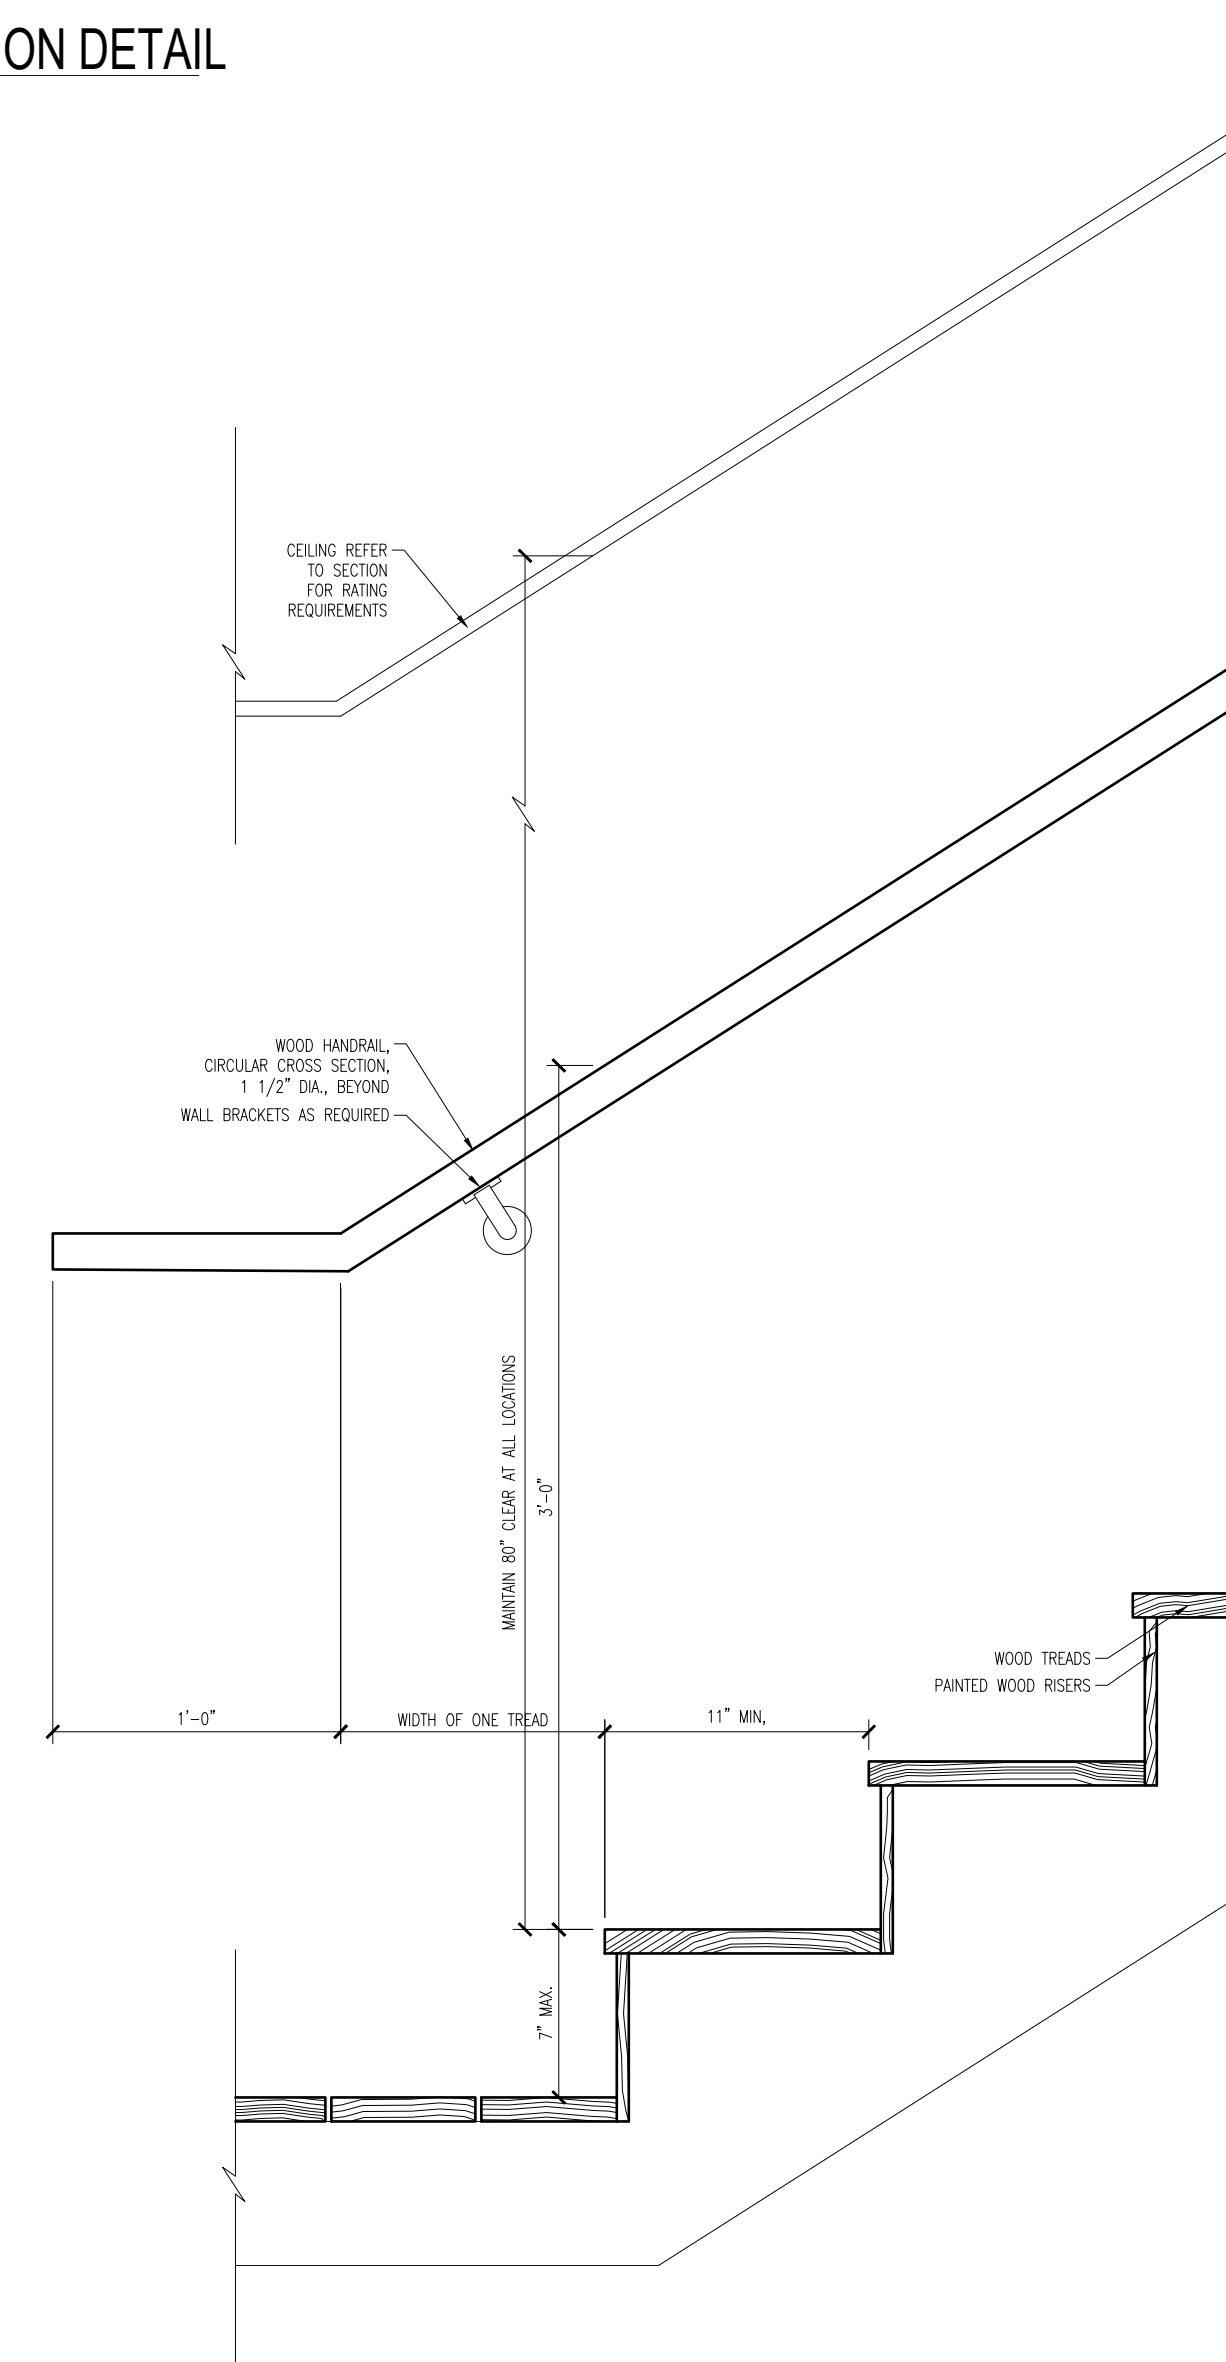 ON DETAIL
CEILING REFER
TO SECTION
FOR RATING
REQUIREMENTS
WOOD HANDRAIL,
CIRCULAR CROSS SECTION,
1 1/2" DIA., BEYOND
WALL BRACKETS AS REQUIRED
MAINTAIN 80" CLEAR AT ALL LOCATIONS
3'-0"
WOOD TREADS
PAINTED WOOD RISERS
1'-0"
WIDTH OF ONE TREAD
11" MIN,
7" MAX.